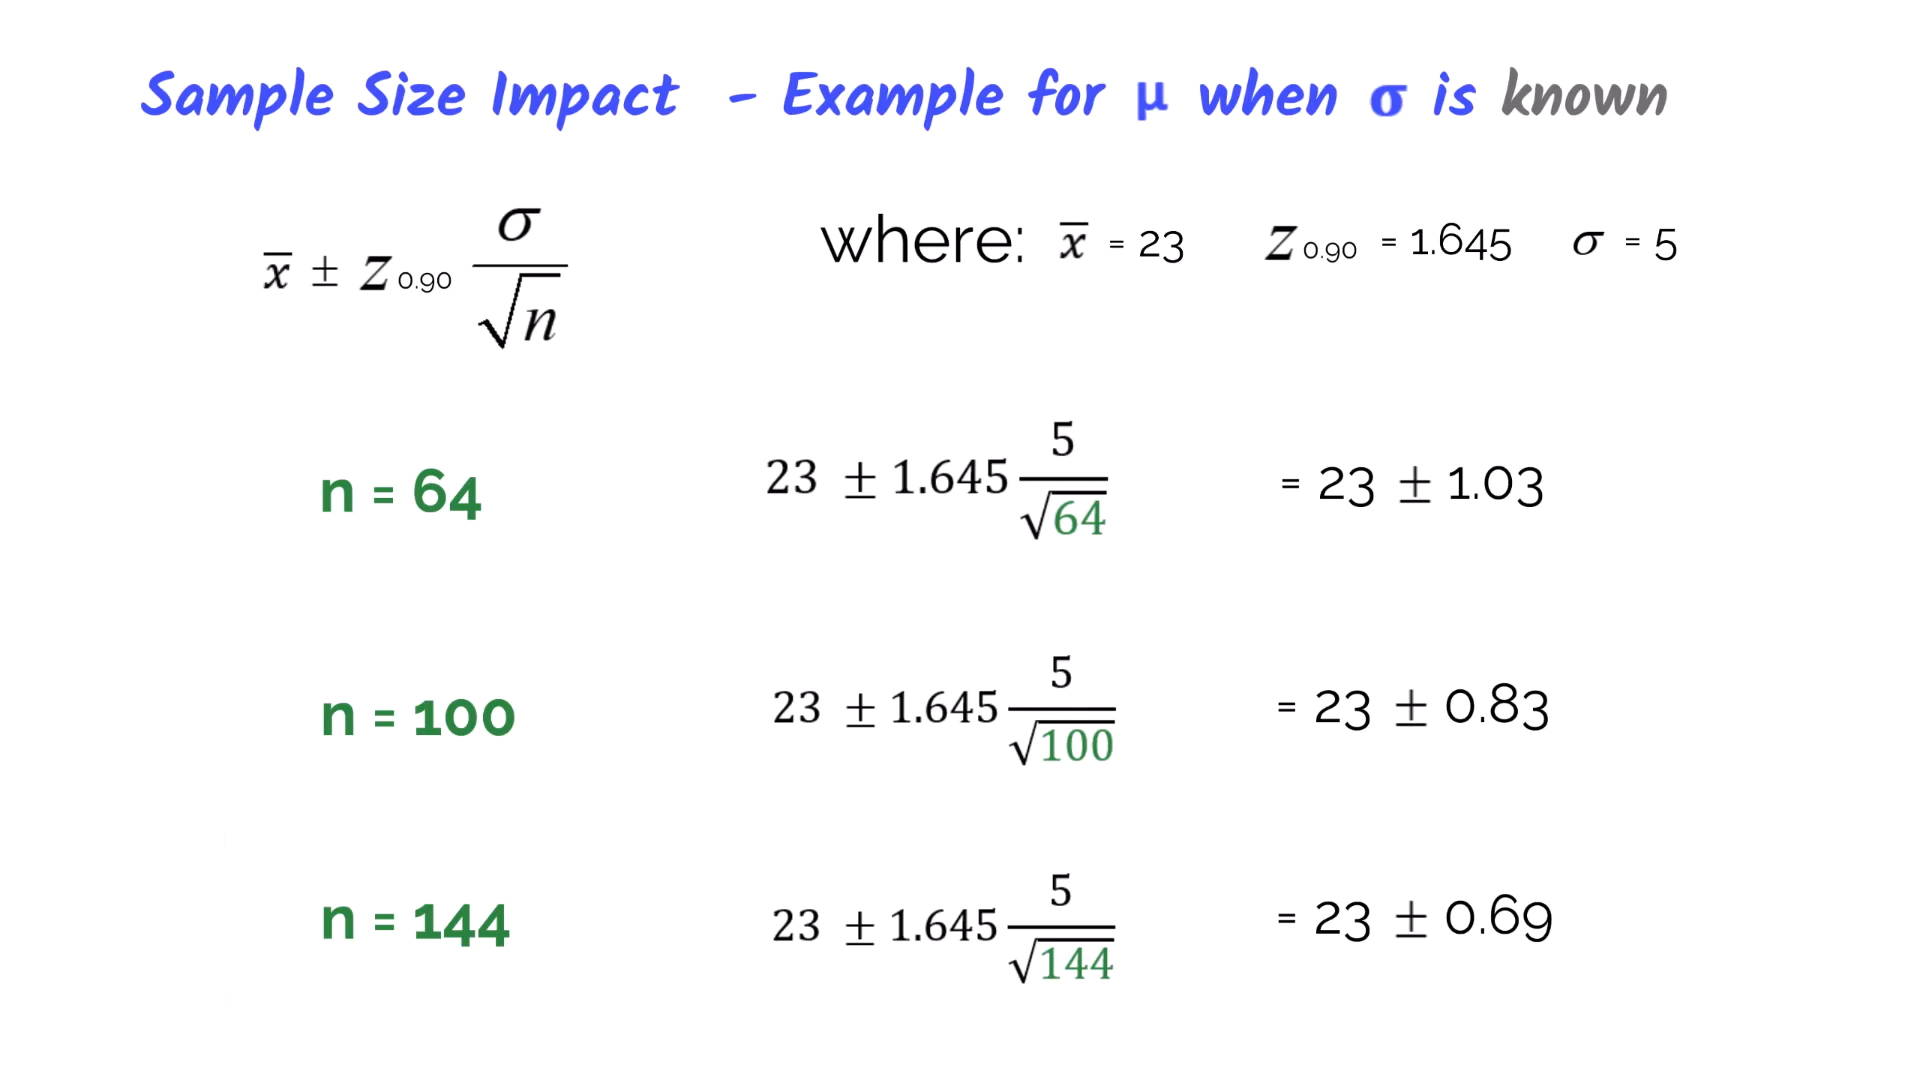 Sample Size Impact - Example for μ when σ is known
x̄ ± z 0.90 σ/√n where: x̄ = 23 z 0.90 = 1.645 σ = 5
n = 64 23 ± 1.645 5/√64 = 23 ± 1.03
n = 100 23 ± 1.645 5/√100 = 23 ± 0.83
n = 144 23 ± 1.645 5/√144 = 23 ± 0.69